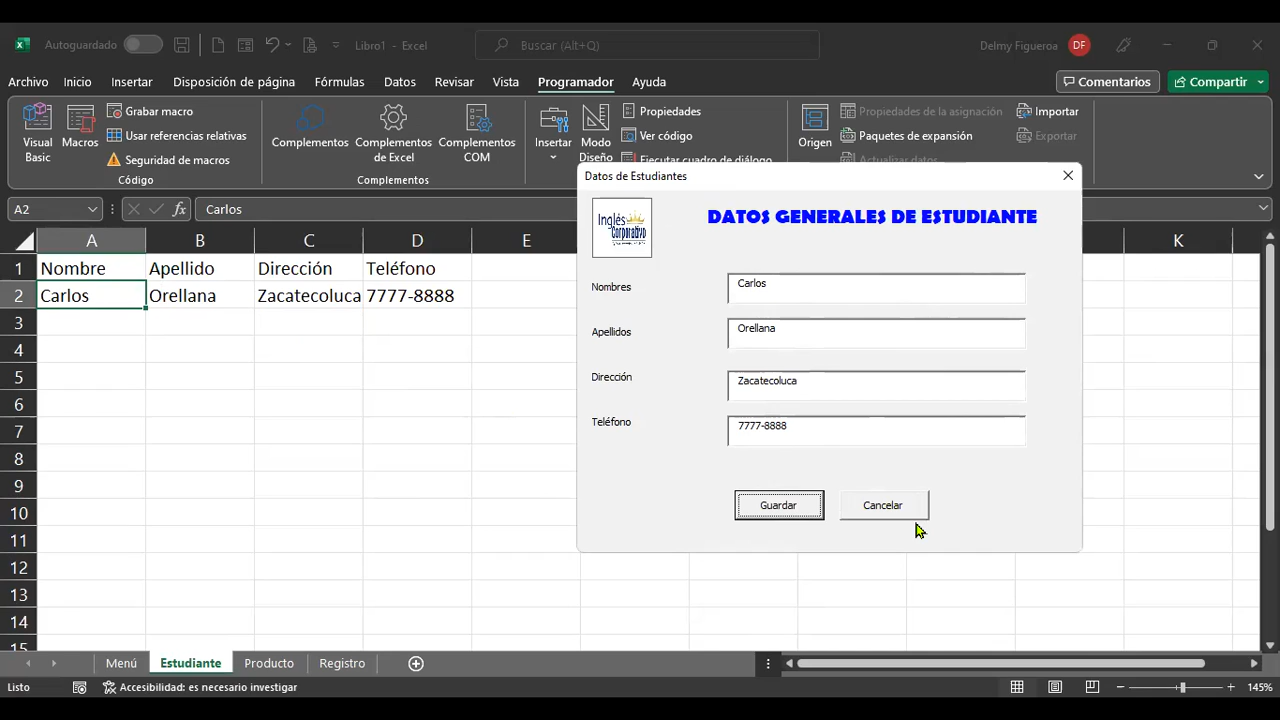 Autoguardado
Libro1 - Excel
Buscar (Alt+Q)
Delmy Figueroa
DF
Archivo Inicio Insertar Disposición de página Fórmulas Datos Revisar Vista Programador Ayuda
Comentarios
Compartir
Visual Basic
Macros
Grabar macro
Usar referencias relativas
Seguridad de macros
Código
Complementos
Complementos de Excel
Complementos COM
Complementos
Insertar
Modo Diseño
Propiedades
Ver código
Ejecutar cuadro de diálogo
Origen
Propiedades de la asignación
Paquetes de expansión
Actualizar datos
Importar
Exportar
A2
fx
Carlos
A B C D E K
1 Nombre Apellido Dirección Teléfono
2 Carlos Orellana Zacatecoluca 7777-8888
3
4
5
6
7
8
9
10
11
12
13
14
15
Datos de Estudiantes
Inglés
Corporativo
DATOS GENERALES DE ESTUDIANTE
Nombres Carlos
Apellidos Orellana
Dirección Zacatecoluca
Teléfono 7777-8888
Guardar Cancelar
Menú Estudiante Producto Registro
Listo
Accesibilidad: es necesario investigar
145%